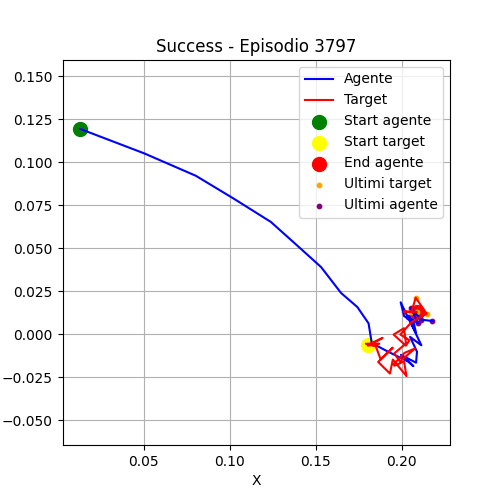 Success - Episodio 3797
Agente
Target
Start agente
Start target
End agente
Ultimi target
Ultimi agente
0.150
0.125
0.100
0.075
0.050
0.025
0.000
−0.025
−0.050
0.05 0.10 0.15 0.20
X